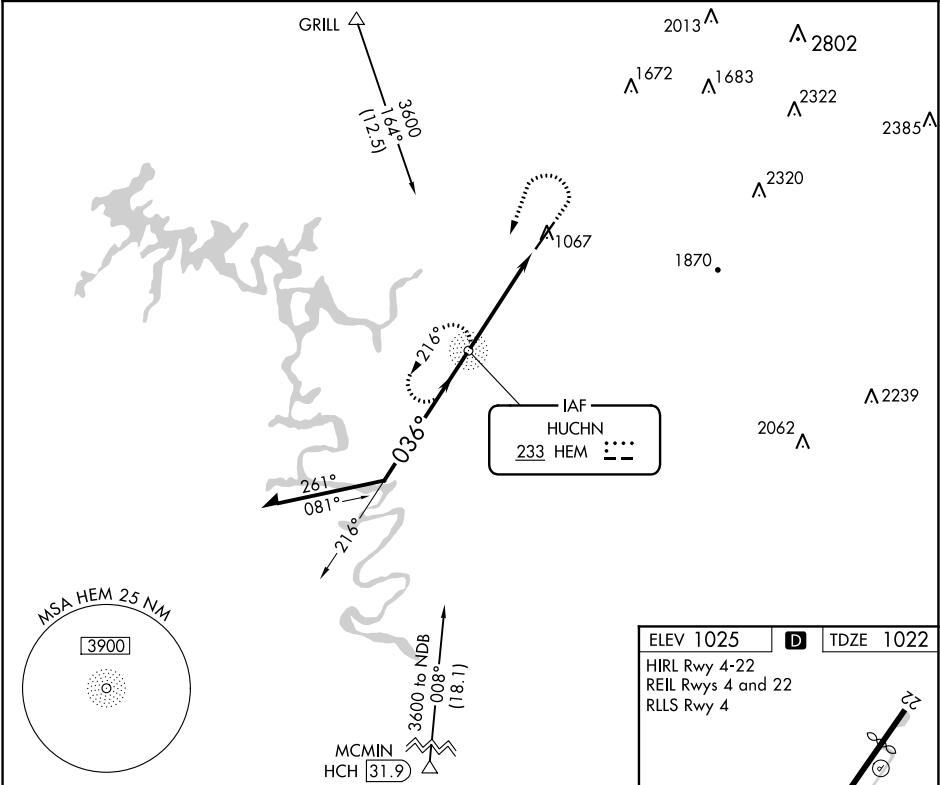 GRILL
3600
164°
(12.5)
2013
2802
1672
1683
2322
2385
2320
1067
1870
216°
IAF
HUCHN
233 HEM
2239
2062
036°
261°
081°
216°
MSA HEM 25 NM
3900
3600 to NDB
008°
(18.1)
MCMIN
HCH 31.9
ELEV 1025 D TDZE 1022
HIRL Rwy 4-22
REIL Rwys 4 and 22
RLLS Rwy 4
22